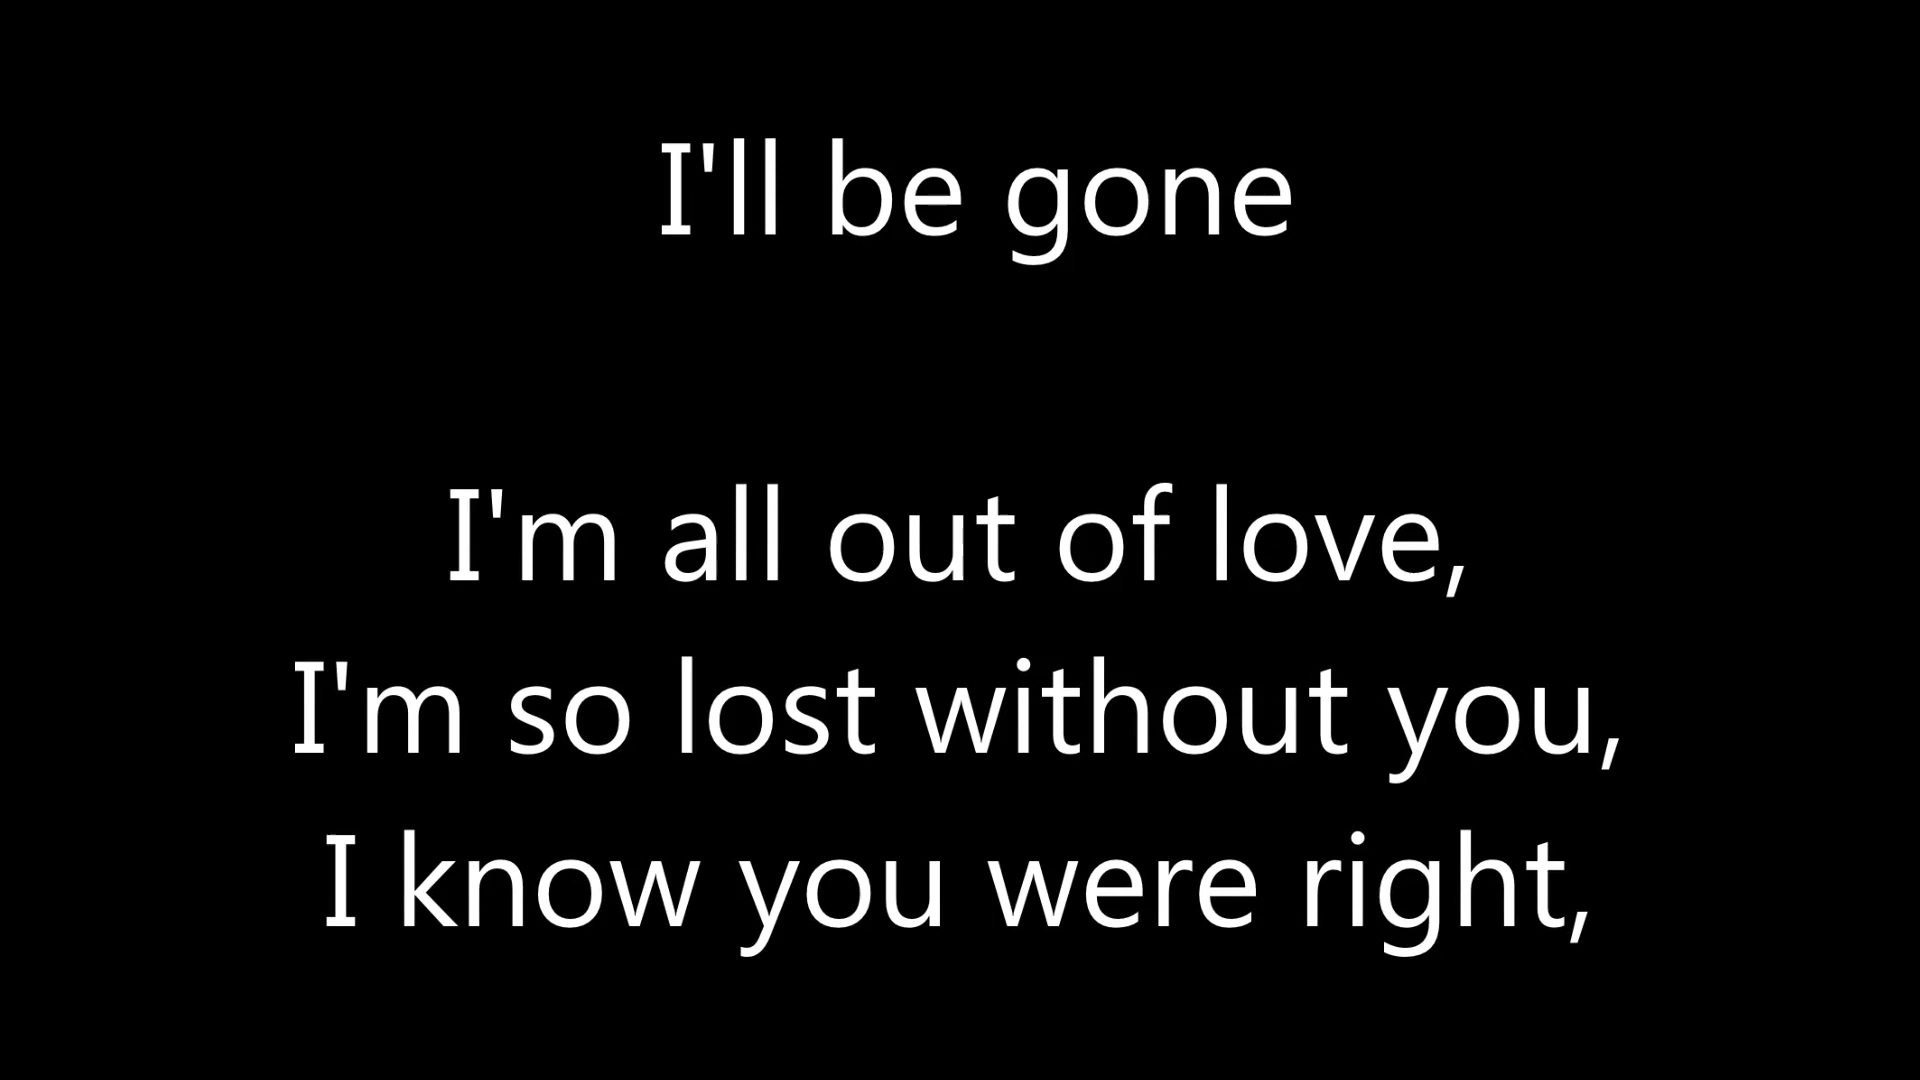 I'll be gone
I'm all out of love,
I'm so lost without you,
I know you were right,